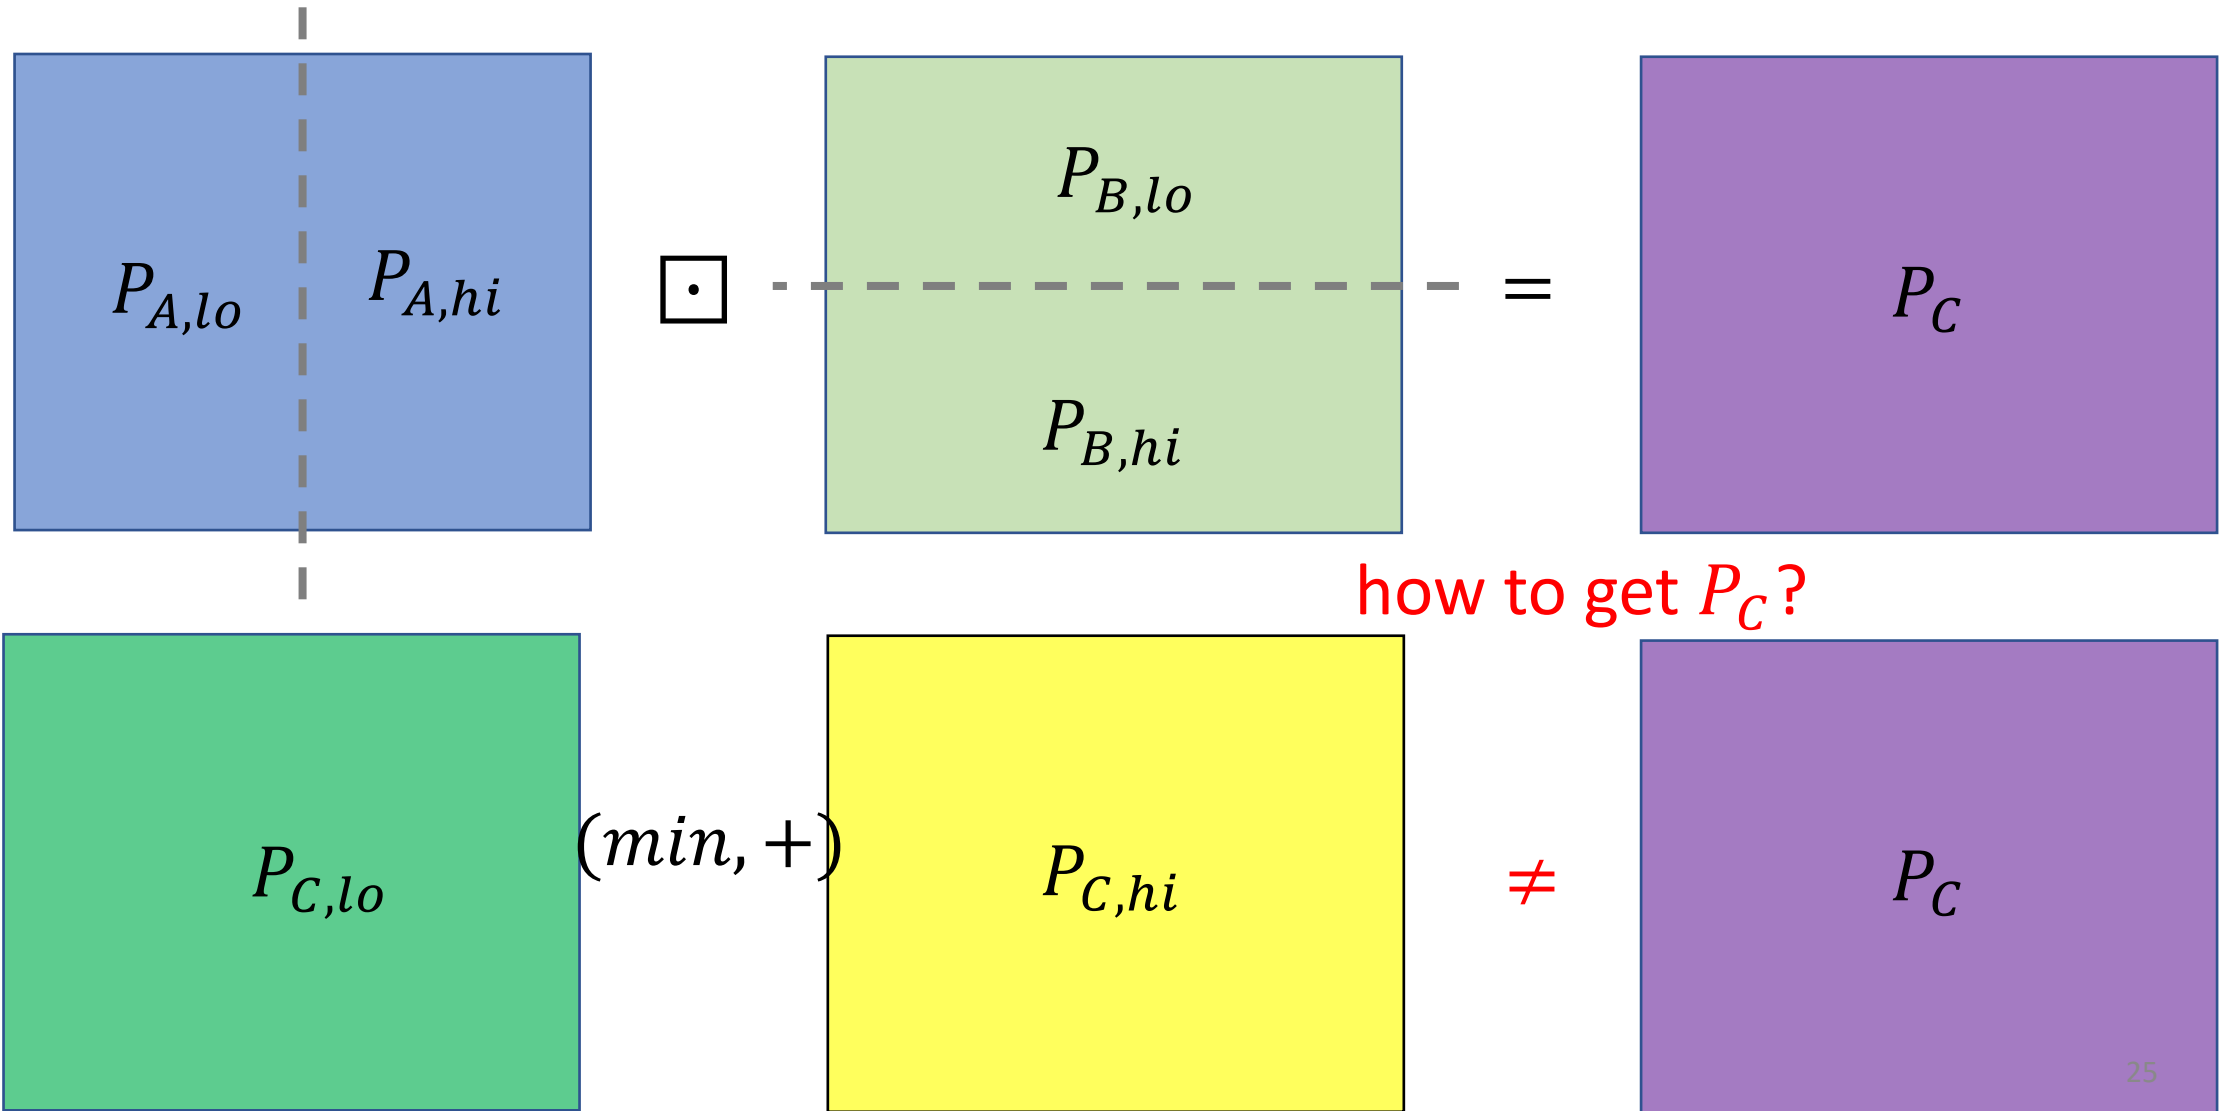 P_{A,lo} P_{A,hi} ⊡ P_{B,lo} = P_C
P_{B,hi}
how to get P_C?
P_{C,lo} (min,+) P_{C,hi} ≠ P_C
25